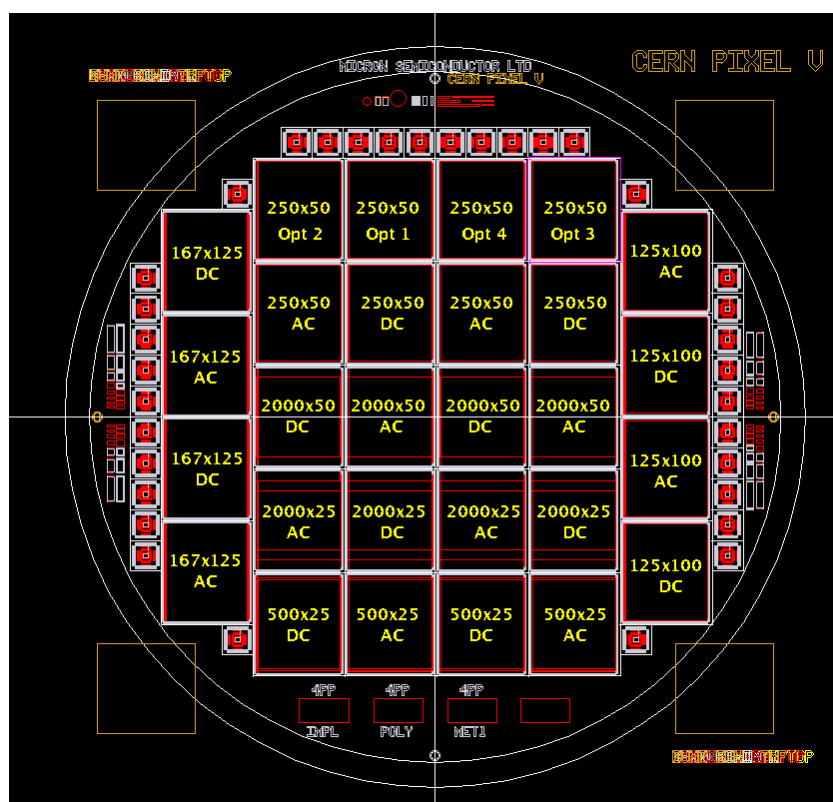 MICRON SEMICONDUCTOR LTD
CERN PIXEL V
CERN PIXEL V
250x50
Opt 2
250x50
Opt 1
250x50
Opt 4
250x50
Opt 3
167x125
DC
125x100
AC
250x50
AC
250x50
DC
250x50
AC
250x50
DC
167x125
AC
125x100
DC
2000x50
DC
2000x50
AC
2000x50
DC
2000x50
AC
167x125
DC
125x100
AC
2000x25
AC
2000x25
DC
2000x25
AC
2000x25
DC
167x125
AC
125x100
DC
500x25
DC
500x25
AC
500x25
DC
500x25
AC
4PP
4PP
4PP
IMPL
POLY
MET1